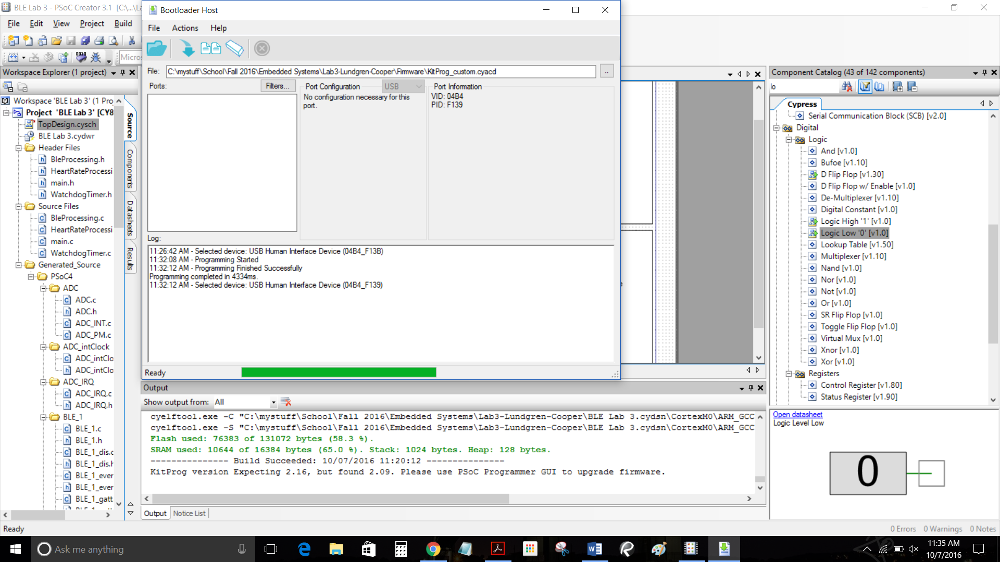 BLE Lab 3 - PSoC Creator 3.1 [C:\...\La
File Edit View Project Build
Micros
Workspace Explorer (1 project)
Workspace 'BLE Lab 3' (1 Pro
Project 'BLE Lab 3' [CY8
TopDesign.cysch
BLE Lab 3.cydwr
Header Files
BleProcessing.h
HeartRateProcessi
main.h
WatchdogTimer.h
Source Files
BleProcessing.c
HeartRateProcessi
main.c
WatchdogTimer.c
Generated_Source
PSoC4
ADC
ADC.c
ADC.h
ADC_INT.c
ADC_PM.c
ADC_intClock
ADC_intClo
ADC_intClo
ADC_IRQ
ADC_IRQ.c
ADC_IRQ.h
BLE_1
BLE_1.c
BLE_1.h
BLE_1_dis.c
BLE_1_dis.h
BLE_1_ever
BLE_1_ever
BLE_1_gatt
Source
Components
Datasheets
Results
Bootloader Host
File Actions Help
File: C:\mystuff\School\Fall 2016\Embedded Systems\Lab3-Lundgren-Cooper\Firmware\KitProg_custom.cyacd ..
Ports: Filters...
Port Configuration USB
No configuration necessary for this
port.
Port Information
VID: 04B4
PID: F139
Log:
11:26:42 AM - Selected device: USB Human Interface Device (04B4_F13B)
11:32:08 AM - Programming Started
11:32:12 AM - Programming Finished Successfully
Programming completed in 4334ms.
11:32:12 AM - Selected device: USB Human Interface Device (04B4_F139)
Ready
e
Output
Show output from: All
cyelftool.exe -C "C:\mystuff\School\Fall 2016\Embedded Systems\Lab3-Lundgren-Cooper\BLE Lab 3.cydsn\CortexM0\ARM_GCC
cyelftool.exe -S "C:\mystuff\School\Fall 2016\Embedded Systems\Lab3-Lundgren-Cooper\BLE Lab 3.cydsn\CortexM0\ARM_GCC
Flash used: 76383 of 131072 bytes (58.3 %).
SRAM used: 10644 of 16384 bytes (65.0 %). Stack: 1024 bytes. Heap: 128 bytes.
--------------- Build Succeeded: 10/07/2016 11:20:12 ---------------
KitProg version Expecting 2.16, but found 2.09. Please use PSoC Programmer GUI to upgrade firmware.
Output Notice List
Component Catalog (43 of 142 components)
lo
Cypress
Serial Communication Block (SCB) [v2.0]
Digital
Logic
And [v1.0]
Bufoe [v1.10]
D Flip Flop [v1.30]
D Flip Flop w/ Enable [v1.0]
De-Multiplexer [v1.10]
Digital Constant [v1.0]
Logic High '1' [v1.0]
Logic Low '0' [v1.0]
Lookup Table [v1.50]
Multiplexer [v1.10]
Nand [v1.0]
Nor [v1.0]
Not [v1.0]
Or [v1.0]
SR Flip Flop [v1.0]
Toggle Flip Flop [v1.0]
Virtual Mux [v1.0]
Xnor [v1.0]
Xor [v1.0]
Registers
Control Register [v1.80]
Status Register [v1.90]
Open datasheet
Logic Level Low
0
Ready
0 Errors 0 Warnings 0 Notes
Ask me anything
11:35 AM
10/7/2016